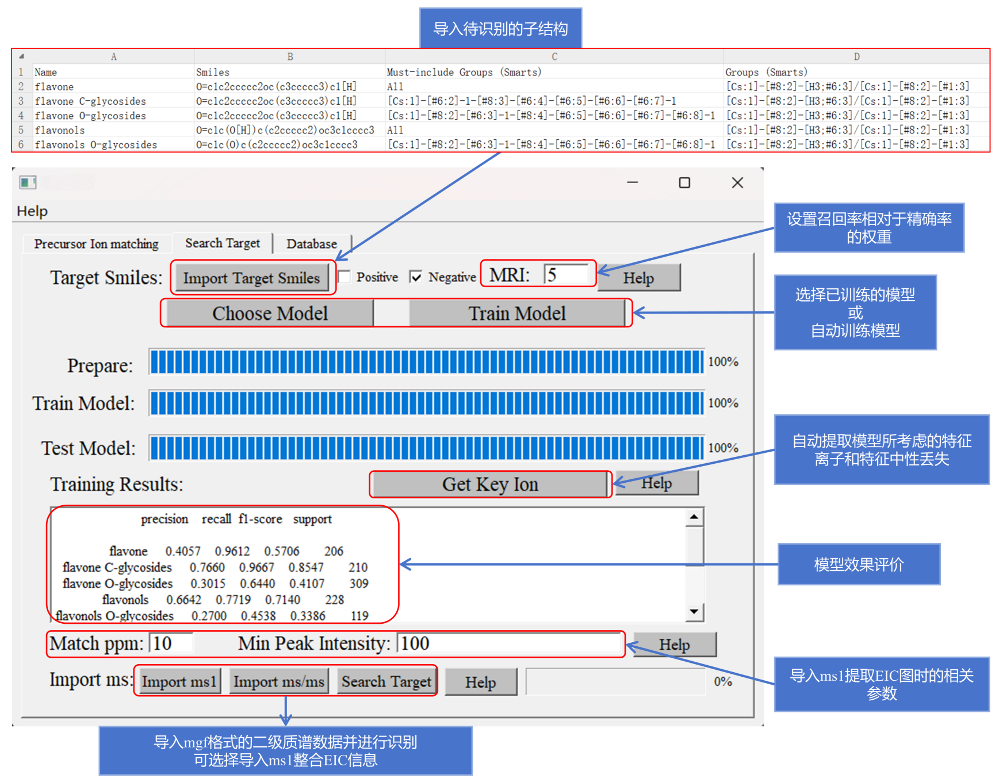 导入待识别的子结构
A B C D
1 Name Smiles Must-include Groups (Smarts) Groups (Smarts)
2 flavone O=c1c2ccccc2oc(c3ccccc3)c1[H] All [Cs:1]-[#8:2]-[H3;#6:3]/[Cs:1]-[#8:2]-[#1:3]
3 flavone C-glycosides O=c1c2ccccc2oc(c3ccccc3)c1[H] [Cs:1]-[#6:2]-1-[#8:3]-[#6:4]-[#6:5]-[#6:6]-[#6:7]-1 [Cs:1]-[#8:2]-[H3;#6:3]/[Cs:1]-[#8:2]-[#1:3]
4 flavone O-glycosides O=c1c2ccccc2oc(c3ccccc3)c1[H] [Cs:1]-[#8:2]-[#6:3]-1-[#8:4]-[#6:5]-[#6:6]-[#6:7]-[#6:8]-1 [Cs:1]-[#8:2]-[H3;#6:3]/[Cs:1]-[#8:2]-[#1:3]
5 flavonols O=c1c(O[H])c(c2ccccc2)oc3c1cccc3 All [Cs:1]-[#8:2]-[H3;#6:3]/[Cs:1]-[#8:2]-[#1:3]
6 flavonols O-glycosides O=c1c(O)c(c2ccccc2)oc3c1cccc3 [Cs:1]-[#8:2]-[#6:3]-1-[#8:4]-[#6:5]-[#6:6]-[#6:7]-[#6:8]-1 [Cs:1]-[#8:2]-[H3;#6:3]/[Cs:1]-[#8:2]-[#1:3]
Help
Precursor Ion matching Search Target Database
设置召回率相对于精确率
的权重
Target Smiles: Import Target Smiles Positive Negative MRI: 5 Help
Choose Model Train Model
选择已训练的模型
或
自动训练模型
Prepare: 100%
Train Model: 100%
Test Model: 100%
自动提取模型所考虑的特征
离子和特征中性丢失
Training Results: Get Key Ion Help
precision recall f1-score support
flavone 0.4057 0.9612 0.5706 206
flavone C-glycosides 0.7660 0.9667 0.8547 210
flavone O-glycosides 0.3015 0.6440 0.4107 309
flavonols 0.6642 0.7719 0.7140 228
flavonols O-glycosides 0.2700 0.4538 0.3386 119
模型效果评价
Match ppm: 10 Min Peak Intensity: 100 Help
Import ms: Import ms1 Import ms/ms Search Target Help 0%
导入ms1提取EIC图时的相关
参数
导入mgf格式的二级质谱数据并进行识别
可选择导入ms1整合EIC信息